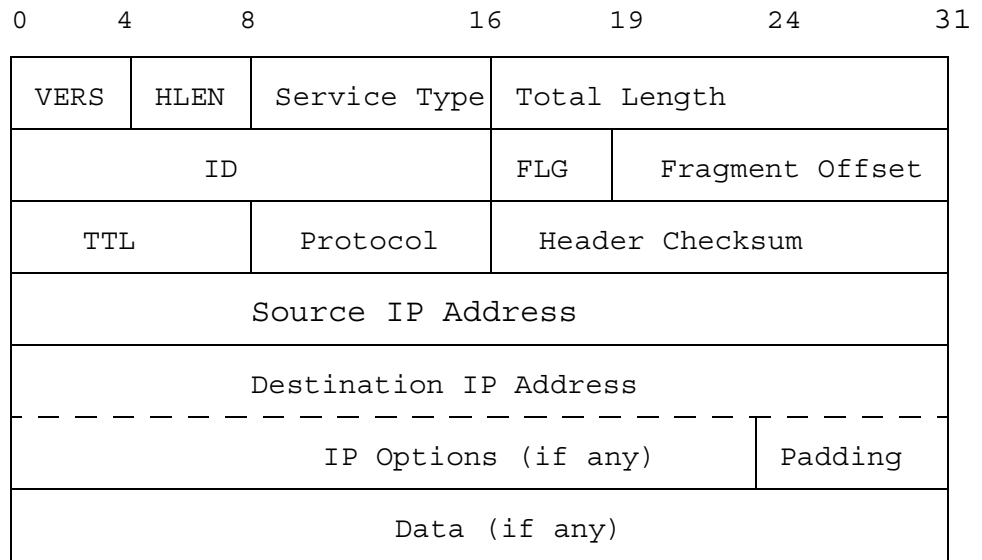 0 4 8 16 19 24 31
VERS HLEN Service Type Total Length
ID FLG Fragment Offset
TTL Protocol Header Checksum
Source IP Address
Destination IP Address
IP Options (if any) Padding
Data (if any)